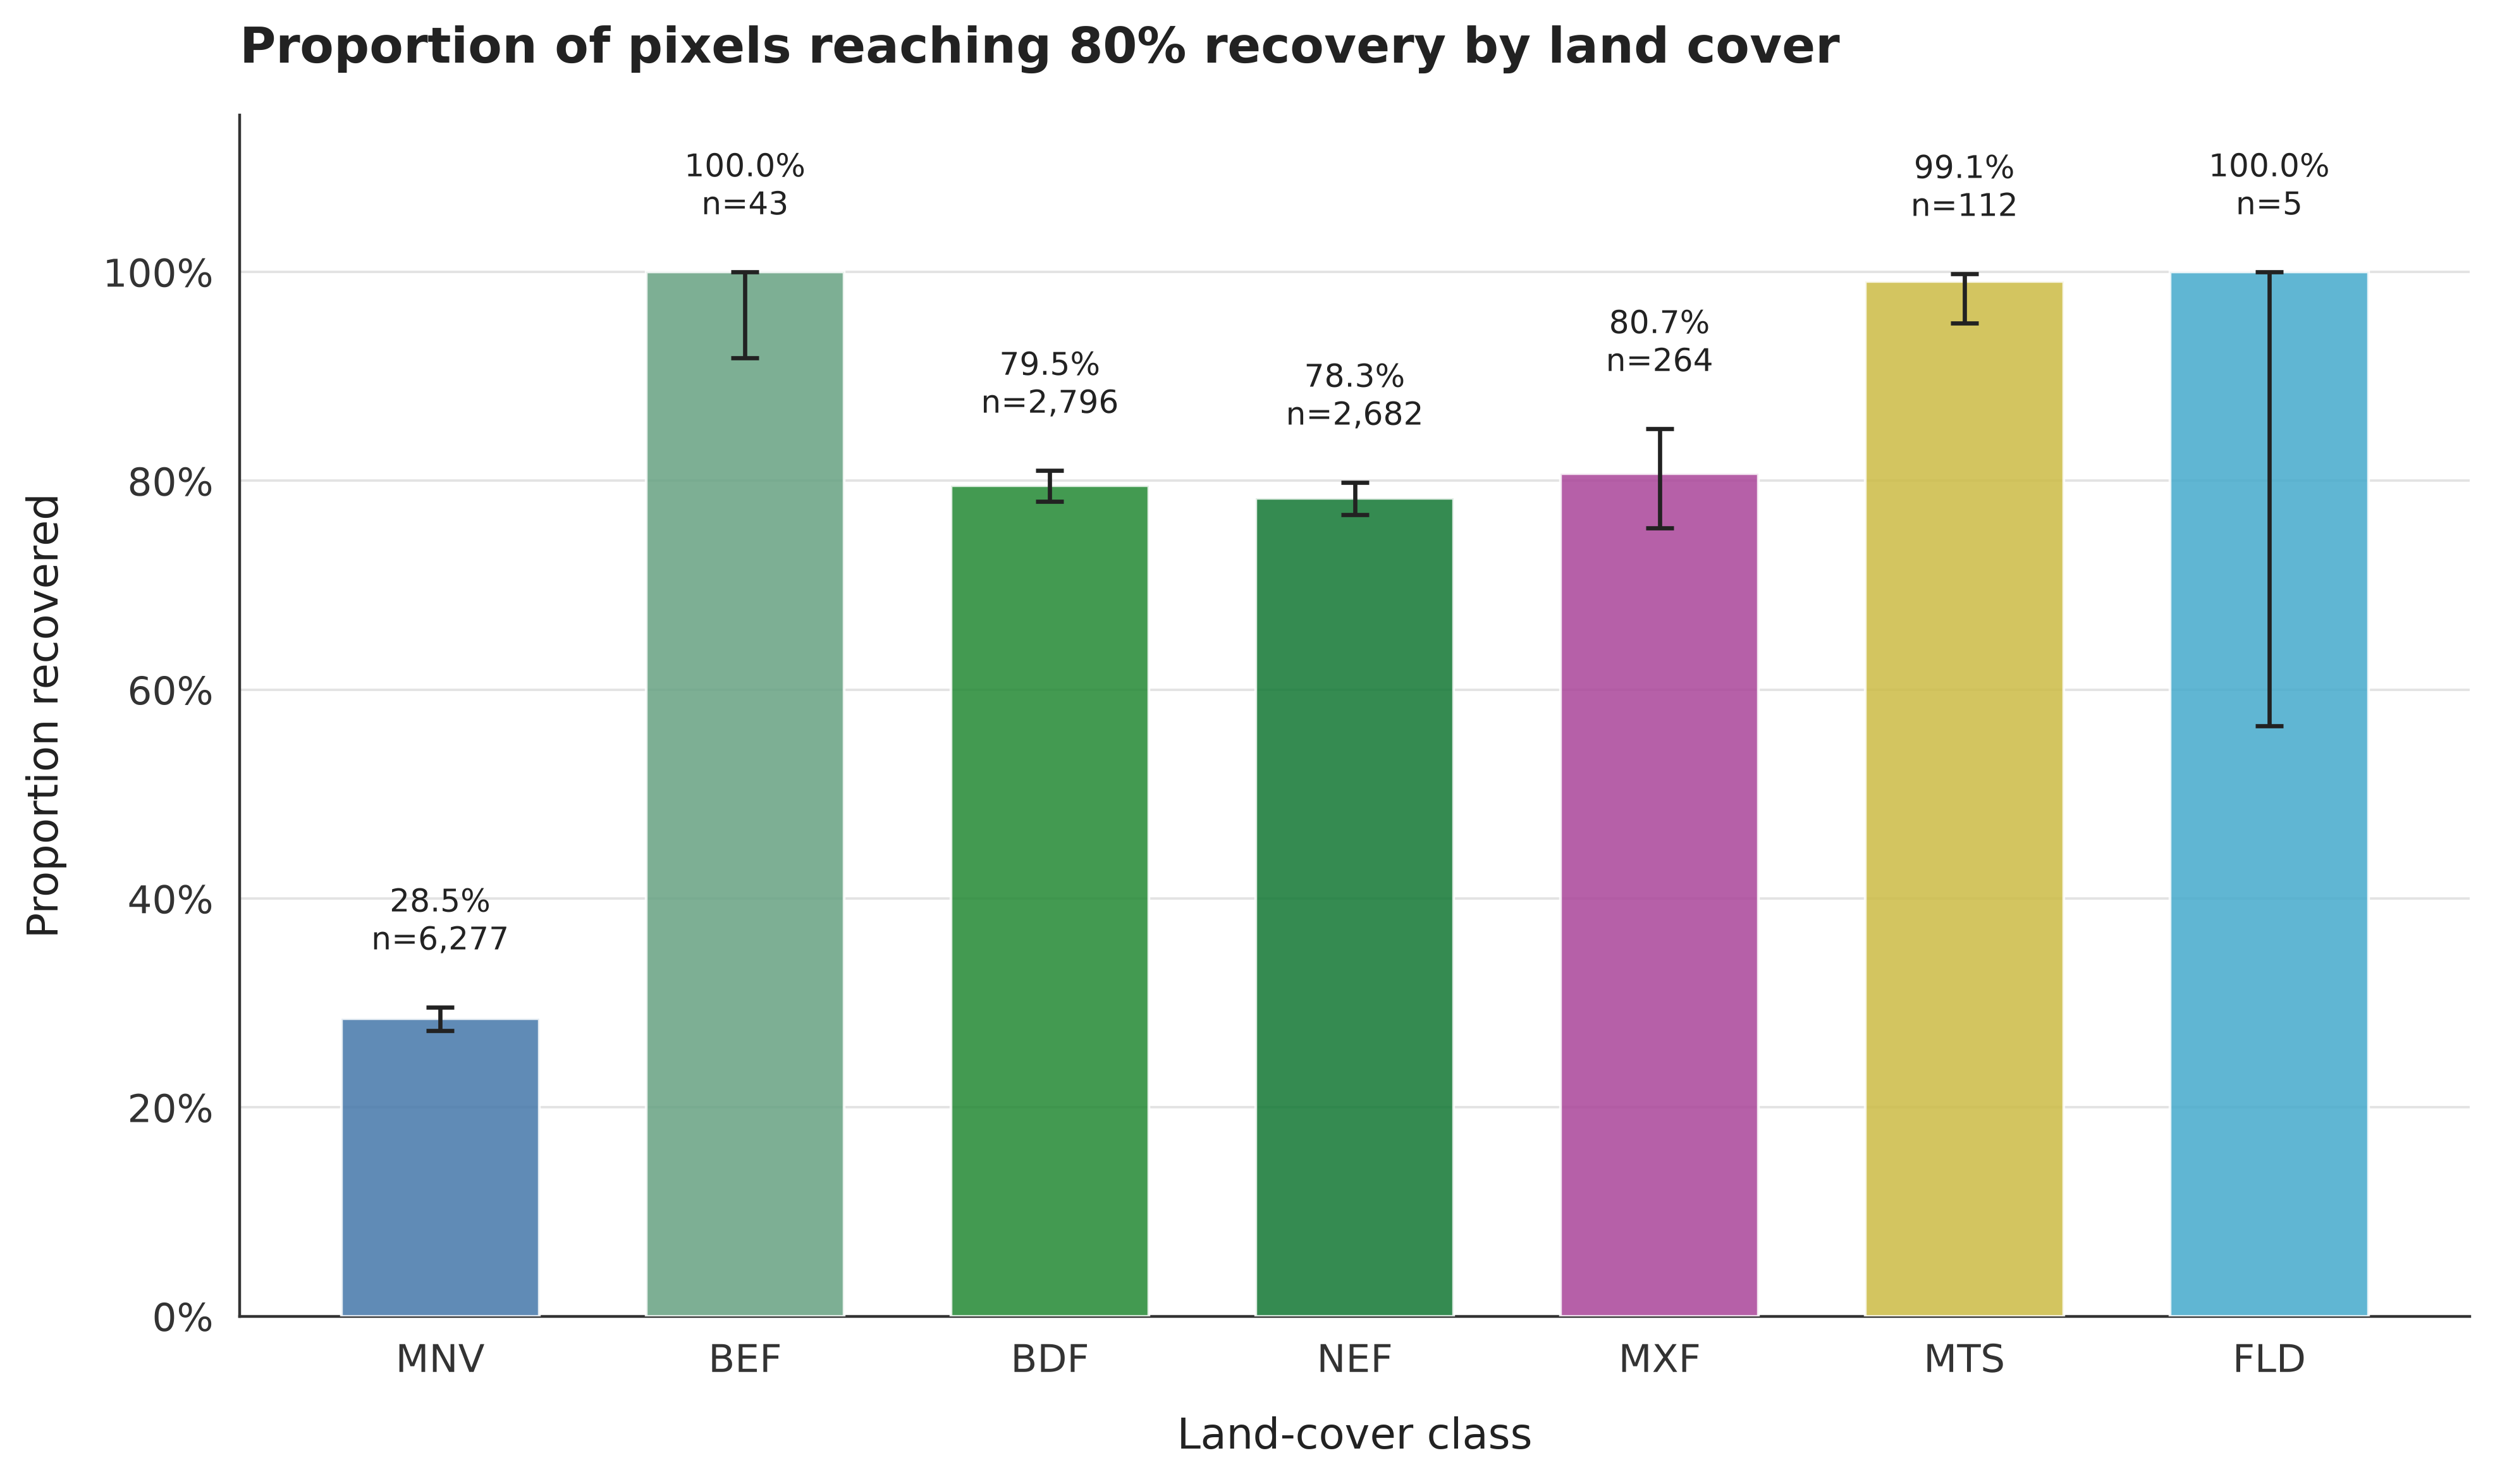 Proportion of pixels reaching 80% recovery by land cover
Proportion recovered
100%
80%
60%
40%
20%
0%
28.5%
n=6,277
100.0%
n=43
79.5%
n=2,796
78.3%
n=2,682
80.7%
n=264
99.1%
n=112
100.0%
n=5
MNV
BEF
BDF
NEF
MXF
MTS
FLD
Land-cover class